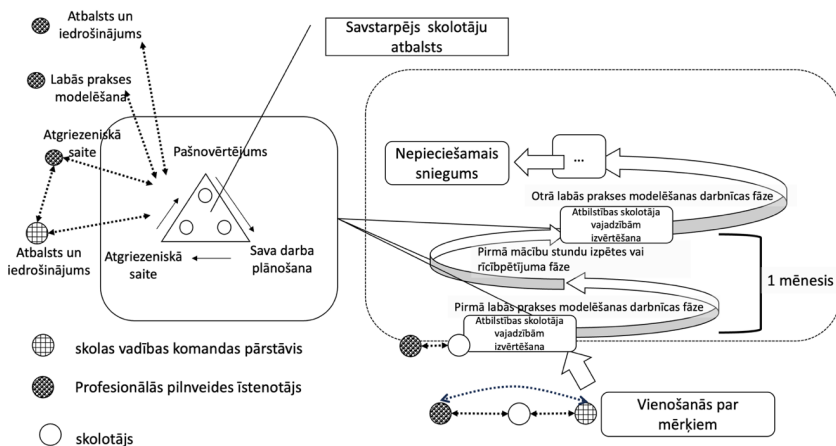 Atbalsts un
iedrošinājums
Labās prakses
modelēšana
Atgriezeniskā
saite
Atbalsts un
iedrošinājums
Savstarpējs skolotāju
atbalsts
Pašnovērtējums
Atgriezeniskā
saite
Sava darba
plānošana
Nepieciešamais
sniegums
...
Otrā labās prakses modelēšanas darbnīcas fāze
Atbilstības skolotāja
vajadzībām
izvērtēšana
Pirmā mācību stundu izpētes vai
rīcībpētījuma fāze
1 mēnesis
Pirmā labās prakses modelēšanas darbnīcas fāze
Atbilstības skolotāja
vajadzībām
izvērtēšana
skolas vadības komandas pārstāvis
Profesionālās pilnveides īstenotājs
skolotājs
Vienošanās par
mērķiem